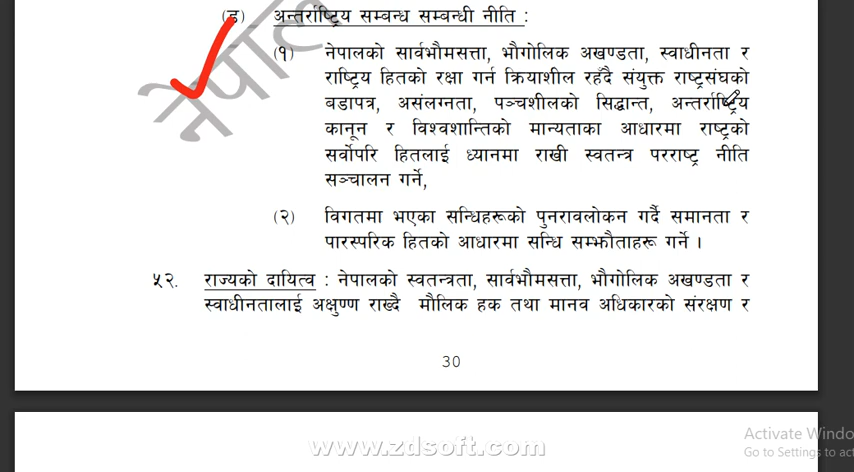 (ड) अन्तर्राष्ट्रिय सम्बन्ध सम्बन्धी नीति :
(१) नेपालको सार्वभौमसत्ता, भौगोलिक अखण्डता, स्वाधीनता र
राष्ट्रिय हितको रक्षा गर्न क्रियाशील रहँदै संयुक्त राष्ट्रसंघको
बडापत्र, असंलग्नता, पञ्चशीलको सिद्धान्त, अन्तर्राष्ट्रिय
कानून र विश्वशान्तिको मान्यताका आधारमा राष्ट्रको
सर्वोपरि हितलाई ध्यानमा राखी स्वतन्त्र परराष्ट्र नीति
सञ्चालन गर्ने,
(२) विगतमा भएका सन्धिहरूको पुनरावलोकन गर्दै समानता र
पारस्परिक हितको आधारमा सन्धि सम्झौताहरू गर्ने ।
५२. राज्यको दायित्व : नेपालको स्वतन्त्रता, सार्वभौमसत्ता, भौगोलिक अखण्डता र
स्वाधीनतालाई अक्षुण्ण राख्दै मौलिक हक तथा मानव अधिकारको संरक्षण र
30
नेपाल
www.zdsoft.com
Activate Windo
Go to Settings to act